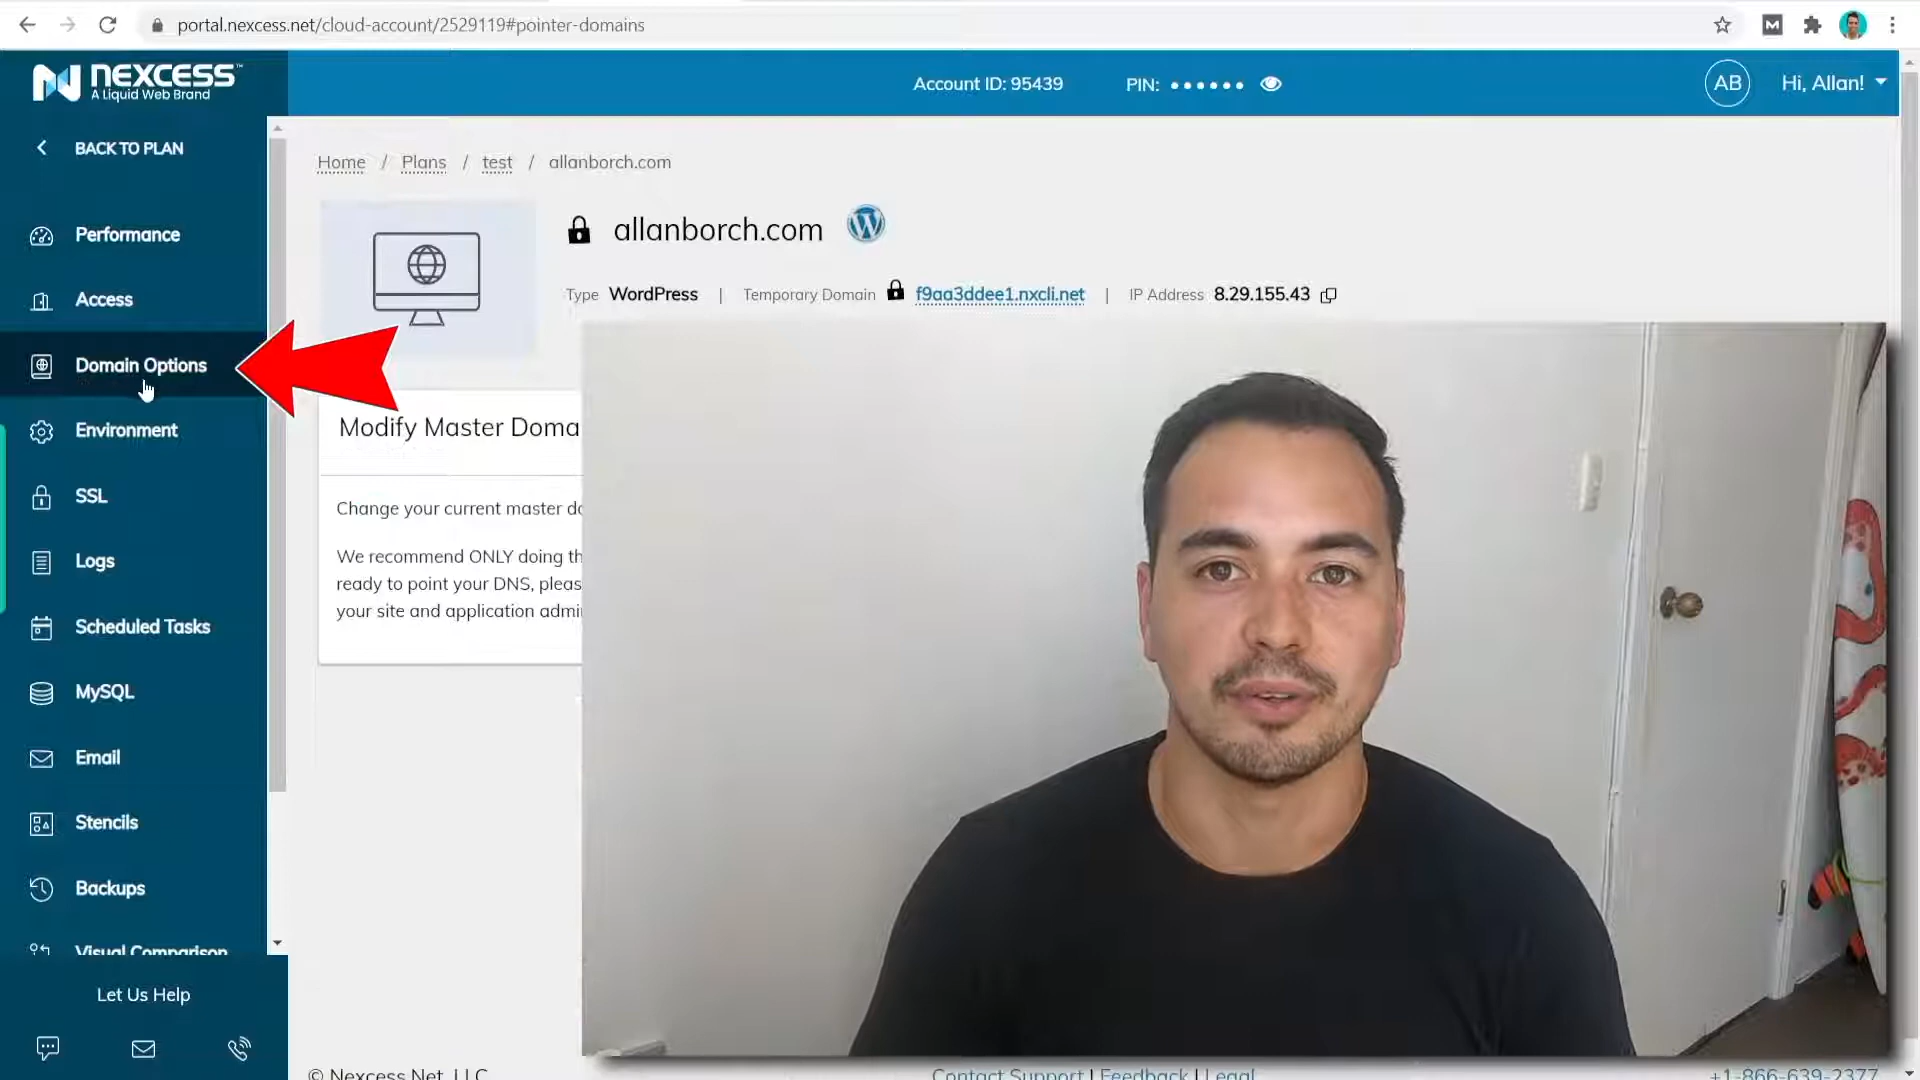 portal.nexcess.net/cloud-account/2529119#pointer-domains
NEXCESS
A Liquid Web Brand
Account ID: 95439
PIN:
AB
Hi, Allan!
BACK TO PLAN
Home / Plans / test / allanborch.com
allanborch.com
Type WordPress | Temporary Domain f9aa3ddee1.nxcli.net | IP Address 8.29.155.43
Performance
Access
Domain Options
Environment
SSL
Logs
Scheduled Tasks
MySQL
Email
Stencils
Backups
Visual Comparison
Let Us Help
Modify Master Doma
Change your current master do
We recommend ONLY doing th
ready to point your DNS, pleas
your site and application admi
© Nexcess.Net, LLC
Contact Support | Feedback | Legal
+1-866-639-2377